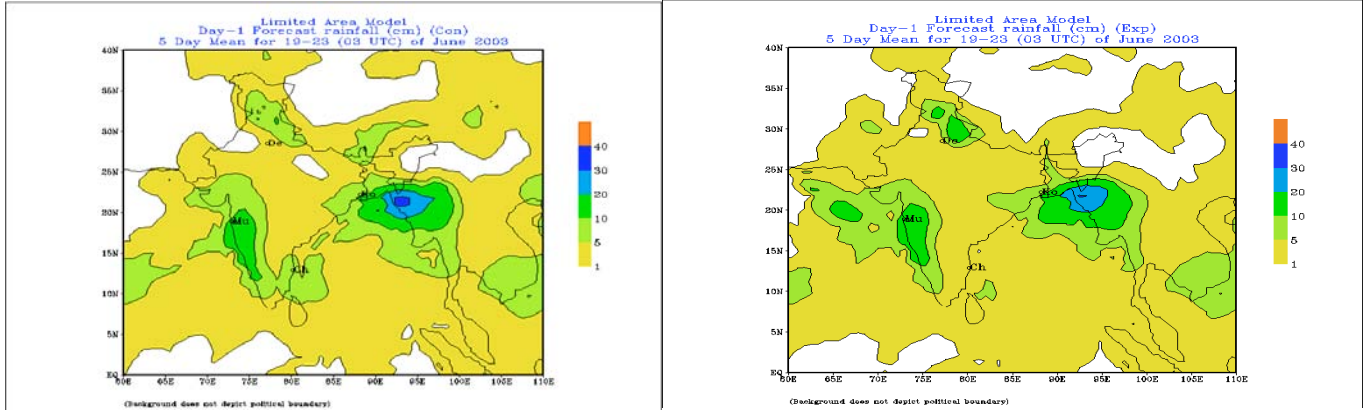 Limited Area Model
Day-1 Forecast rainfall (cm) (Con)
5 Day Mean for 19-23 (03 UTC) of June 2003
40N
35N
30N
25N
20N
15N
10N
5N
EQ
60E 65E 70E 75E 80E 85E 90E 95E 100E 105E 110E
De
Ko
Mu
Ch
40
30
20
10
5
1
(Background does not depict political boundary)
Limited Area Model
Day-1 Forecast rainfall (cm) (Exp)
5 Day Mean for 19-23 (03 UTC) of June 2003
40N
35N
30N
25N
20N
15N
10N
5N
EQ
60E 65E 70E 75E 80E 85E 90E 95E 100E 105E 110E
De
Ko
Mu
Ch
40
30
20
10
5
1
(Background does not depict political boundary)